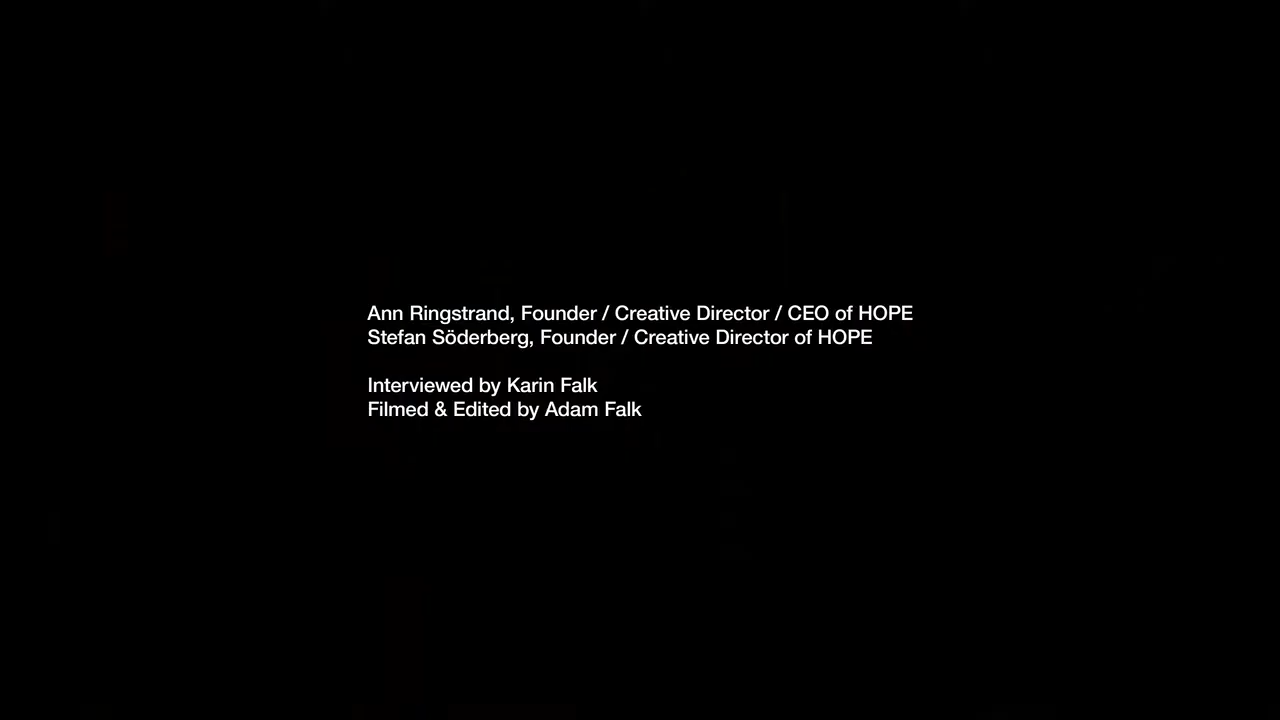 Ann Ringstrand, Founder / Creative Director / CEO of HOPE
Stefan Söderberg, Founder / Creative Director of HOPE
Interviewed by Karin Falk
Filmed & Edited by Adam Falk